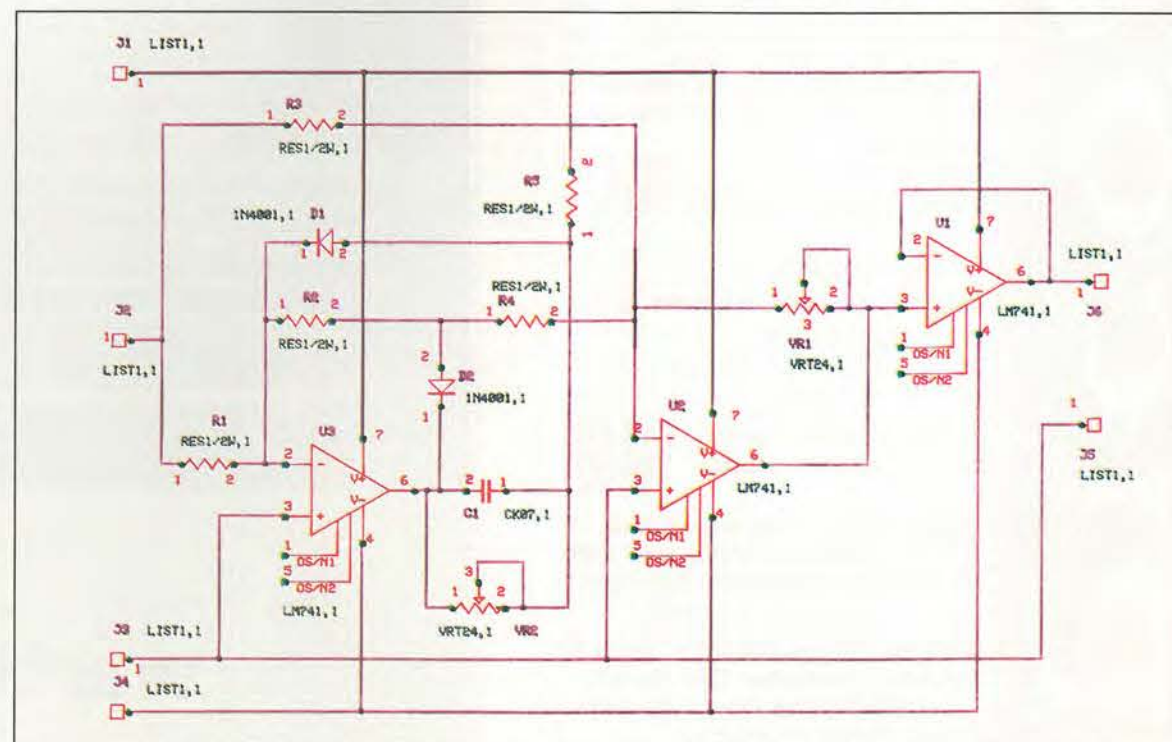 J1 LIST1,1
1
R3
1 2
RES1/2W,1
2
R5
RES1/2W,1
1
1N4001,1 D1
1 2
U1
2 - 7
V+
V-
6
3 +
4
1 OS/N1
5 OS/N2
LM741,1
LIST1,1
1
J6
R2
1 2
RES1/2W,1
RES1/2W,1
R4
1 2
J2
1
LIST1,1
1 2
3
VR1
VRT24,1
2
D2
1N4001,1
1
R1
RES1/2W,1
1 2
U3
2 - 7
V+
V-
6
3 +
4
1 OS/N1
5 OS/N2
LM741,1
2 1
C1 CK07,1
U2
2 - 7
V+
V-
6
3 +
4
1 OS/N1
5 OS/N2
LM741,1
1
J5
LIST1,1
3
1 2
VRT24,1 VR2
J3 LIST1,1
1
J4 LIST1,1
1